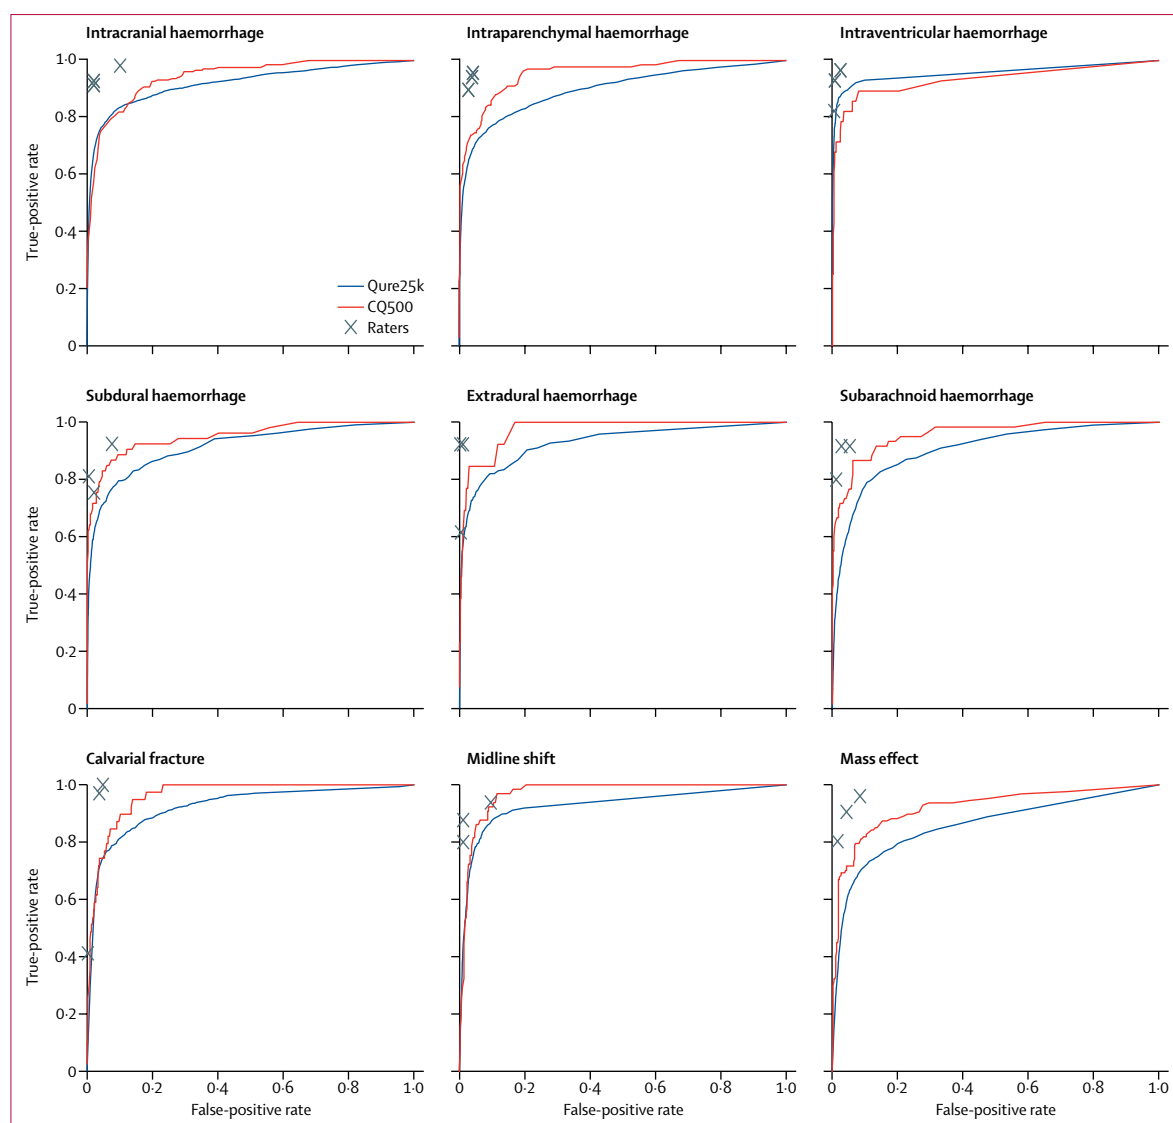 Intracranial haemorrhage
Intraparenchymal haemorrhage
Intraventricular haemorrhage
True-positive rate
1·0
0·8
0·6
0·4
0·2
0
Qure25k
CQ500
Raters
Subdural haemorrhage
Extradural haemorrhage
Subarachnoid haemorrhage
True-positive rate
1·0
0·8
0·6
0·4
0·2
0
Calvarial fracture
Midline shift
Mass effect
True-positive rate
1·0
0·8
0·6
0·4
0·2
0
0 0·2 0·4 0·6 0·8 1·0
0 0·2 0·4 0·6 0·8 1·0
0 0·2 0·4 0·6 0·8 1·0
False-positive rate
False-positive rate
False-positive rate